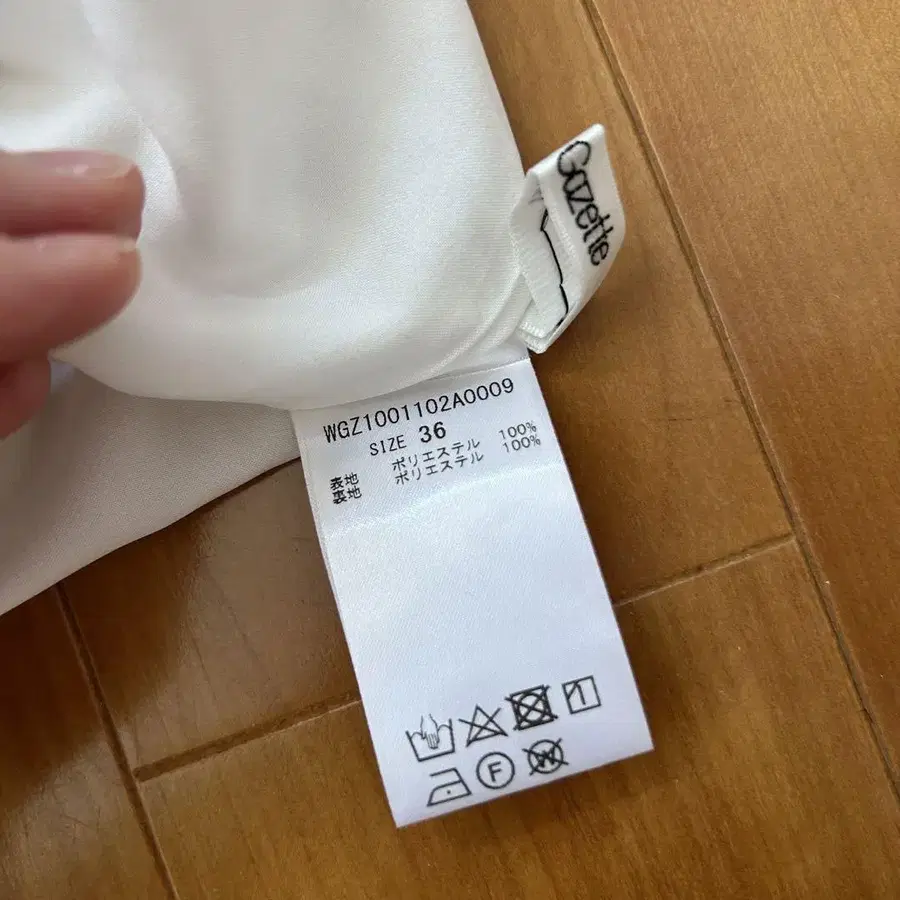 Gazette
WGZ1001102A0009
SIZE 36
表地 ポリエステル 100%
裏地 ポリエステル 100%
F
W